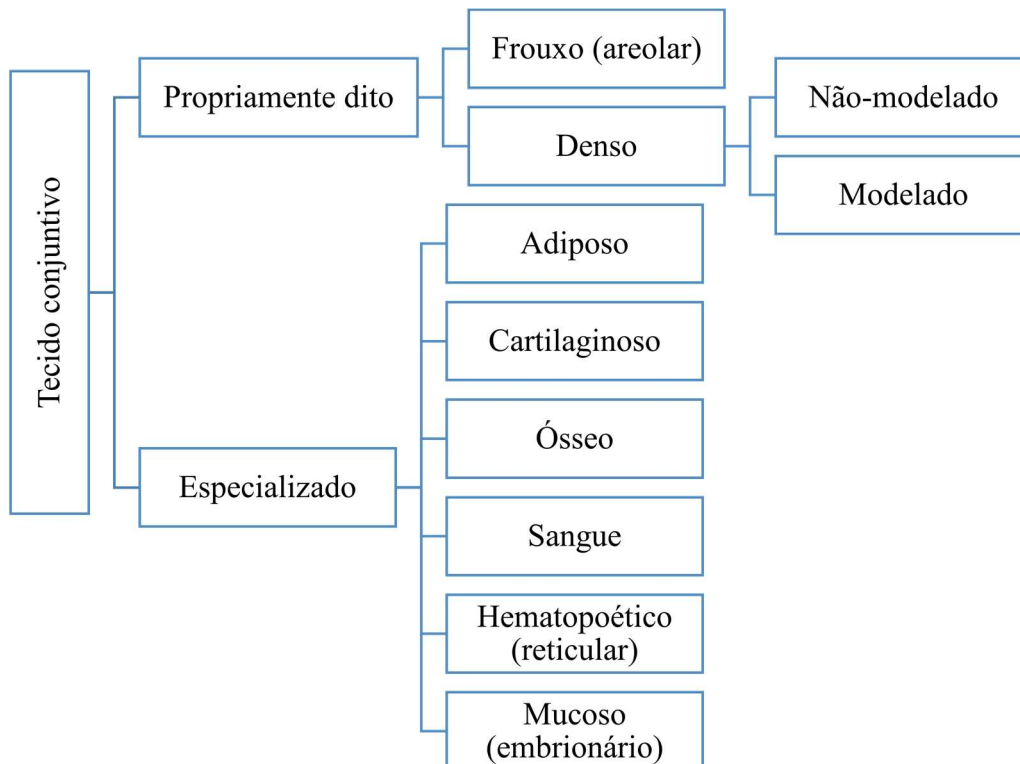 Tecido conjuntivo
Propriamente dito
Frouxo (areolar)
Denso
Não-modelado
Modelado
Especializado
Adiposo
Cartilaginoso
Ósseo
Sangue
Hematopoético
(reticular)
Mucoso
(embrionário)